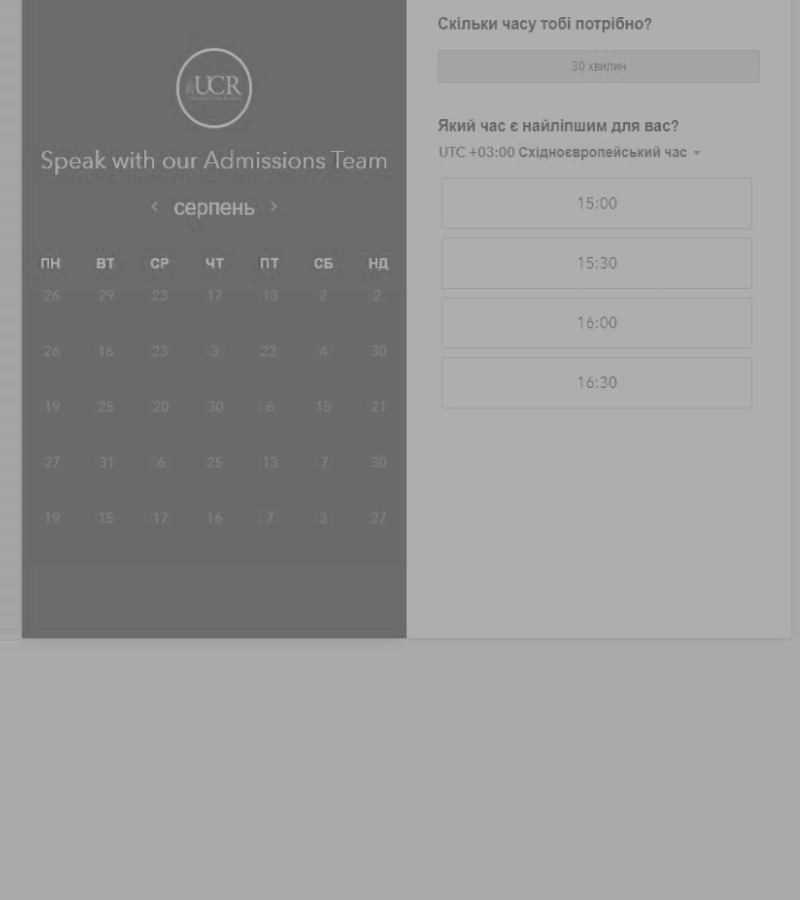 UCR
Speak with our Admissions Team
серпень
ПН ВТ СР ЧТ ПТ СБ НД
26 29 23 17 13 2 2
26 16 23 3 23 4 30
19 25 20 30 6 15 21
27 31 6 25 13 7 30
19 15 17 16 7 3 27
Скільки часу тобі потрібно?
30 хвилин
Який час є найліпшим для вас?
UTC +03:00 Східноєвропейський час
15:00
15:30
16:00
16:30